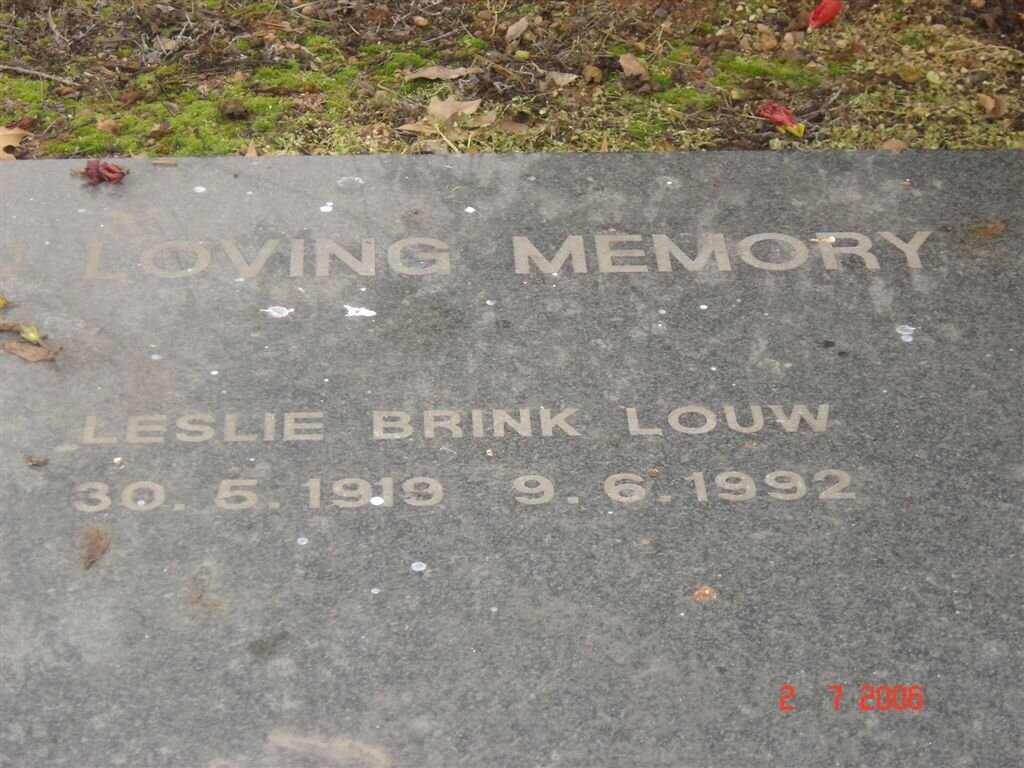 LOVING MEMORY
LESLIE BRINK LOUW
30.5.1919 9.6.1992
2 7 2006